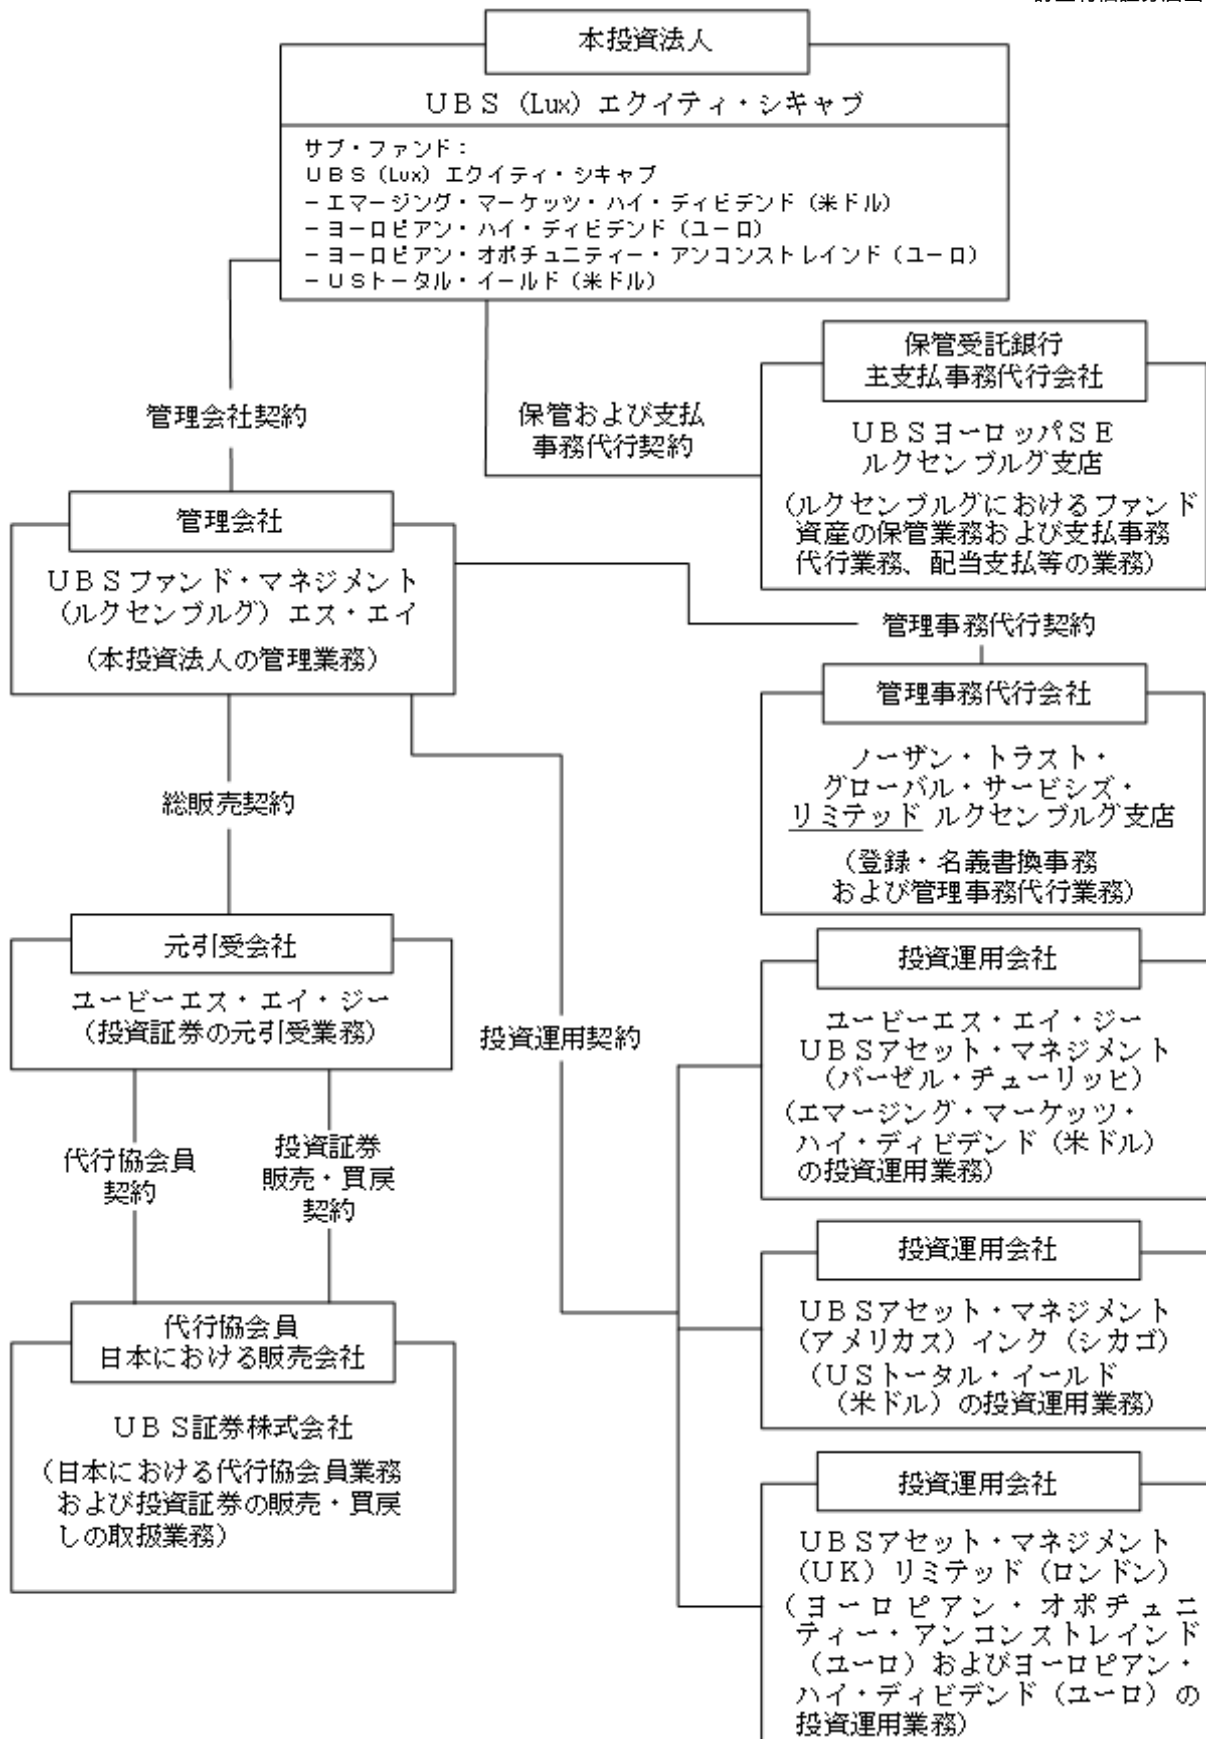 本投資法人
ＵＢＳ（Lux）エクイティ・シキャブ
サブ・ファンド：
ＵＢＳ（Lux）エクイティ・シキャブ
－エマージング・マーケッツ・ハイ・ディビデンド（米ドル）
－ヨーロピアン・ハイ・ディビデンド（ユーロ）
－ヨーロピアン・オポチュニティー・アンコンストレインド（ユーロ）
－ＵＳトータル・イールド（米ドル）
保管受託銀行
主支払事務代行会社
ＵＢＳヨーロッパＳＥ
ルクセンブルグ支店
（ルクセンブルグにおけるファンド
資産の保管業務および支払事務
代行業務、配当支払等の業務）
管理会社契約
保管および支払
事務代行契約
管理会社
ＵＢＳファンド・マネジメント
（ルクセンブルグ）エス・エイ
（本投資法人の管理業務）
管理事務代行契約
管理事務代行会社
ノーザン・トラスト・
グローバル・サービシズ・
リミテッド ルクセンブルグ支店
（登録・名義書換事務
および管理事務代行業務）
総販売契約
元引受会社
ユービーエス・エイ・ジー
（投資証券の元引受業務）
投資運用契約
投資運用会社
ユービーエス・エイ・ジー
ＵＢＳアセット・マネジメント
（バーゼル・チューリッヒ）
（エマージング・マーケッツ・
ハイ・ディビデンド（米ドル）
の投資運用業務）
代行協会員
契約
投資証券
販売・買戻
契約
投資運用会社
ＵＢＳアセット・マネジメント
（アメリカス）インク（シカゴ）
（ＵＳトータル・イールド
（米ドル）の投資運用業務）
代行協会員
日本における販売会社
ＵＢＳ証券株式会社
（日本における代行協会員業務
および投資証券の販売・買戻
しの取扱業務）
投資運用会社
ＵＢＳアセット・マネジメント
（ＵＫ）リミテッド（ロンドン）
（ヨーロピアン・オポチュニ
ティー・アンコンストレインド
（ユーロ）およびヨーロピアン・
ハイ・ディビデンド（ユーロ）の
投資運用業務）